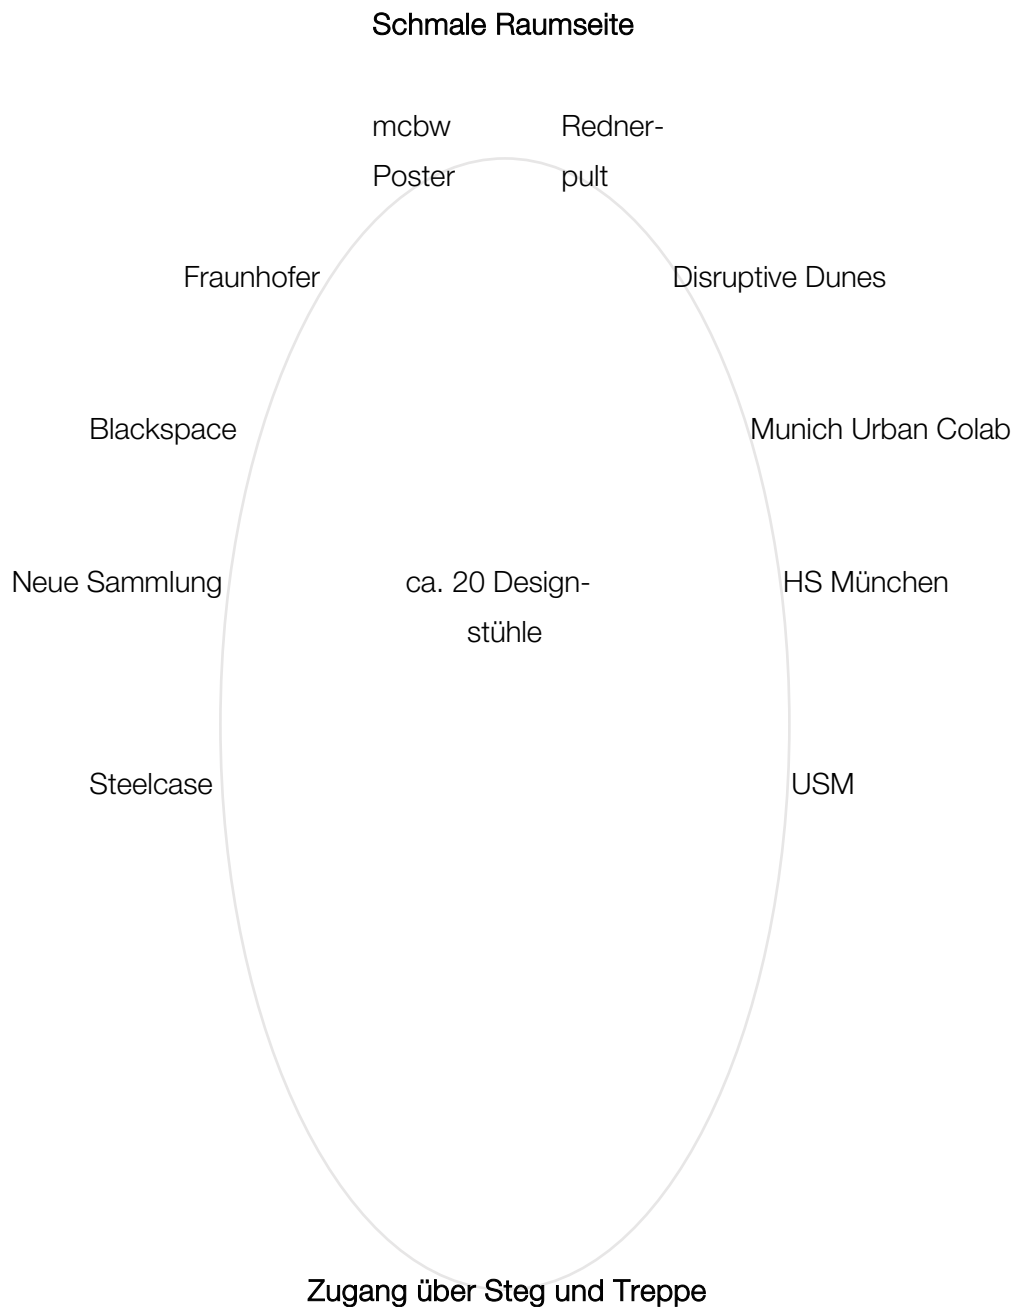 Schmale Raumseite
mcbw
Poster
Redner-
pult
Fraunhofer
Disruptive Dunes
Blackspace
Munich Urban Colab
Neue Sammlung
ca. 20 Design-
stühle
HS München
Steelcase
USM
Zugang über Steg und Treppe